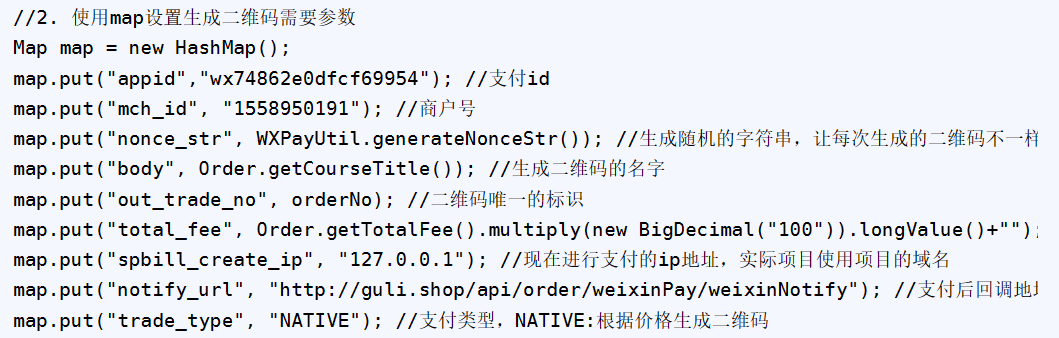 //2. 使用map设置生成二维码需要参数
Map map = new HashMap();
map.put("appid","wx74862e0dfcf69954"); //支付id
map.put("mch_id", "1558950191"); //商户号
map.put("nonce_str", WXPayUtil.generateNonceStr()); //生成随机的字符串，让每次生成的二维码不一样
map.put("body", Order.getCourseTitle()); //生成二维码的名字
map.put("out_trade_no", orderNo); //二维码唯一的标识
map.put("total_fee", Order.getTotalFee().multiply(new BigDecimal("100")).longValue()+"");
map.put("spbill_create_ip", "127.0.0.1"); //现在进行支付的ip地址，实际项目使用项目的域名
map.put("notify_url", "http://guli.shop/api/order/weixinPay/weixinNotify"); //支付后回调地址
map.put("trade_type", "NATIVE"); //支付类型，NATIVE:根据价格生成二维码